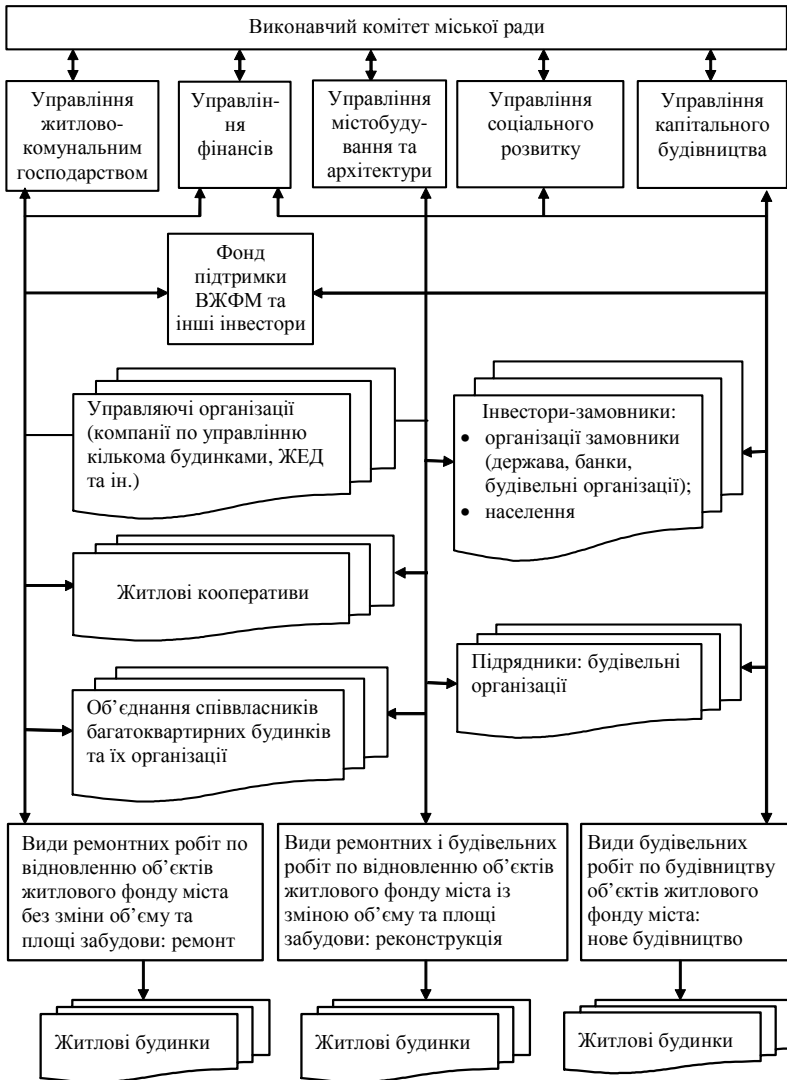 Виконавчий комітет міської ради
Управління
житлово-
комунальним
господарством
Управлін-
ня
фінансів
Управління
містобуду-
вання та
архітектури
Управління
соціального
розвитку
Управління
капітального
будівництва
Фонд
підтримки
ВЖФМ та
інші інвестори
Управляючі організації
(компанії по управлінню
кількома будинками, ЖЕД
та ін.)
Інвестори-замовники:
• організації замовники
(держава, банки,
будівельні організації);
• населення
Житлові кооперативи
Підрядники: будівельні
організації
Об’єднання співвласників
багатоквартирних будинків
та їх організації
Види ремонтних робіт по
відновленню об’єктів
житлового фонду міста
без зміни об’єму та
площі забудови: ремонт
Види ремонтних і будівельних
робіт по відновленню об’єктів
житлового фонду міста із
зміною об’єму та площі
забудови: реконструкція
Види будівельних
робіт по будівництву
об’єктів житлового
фонду міста:
нове будівництво
Житлові будинки
Житлові будинки
Житлові будинки